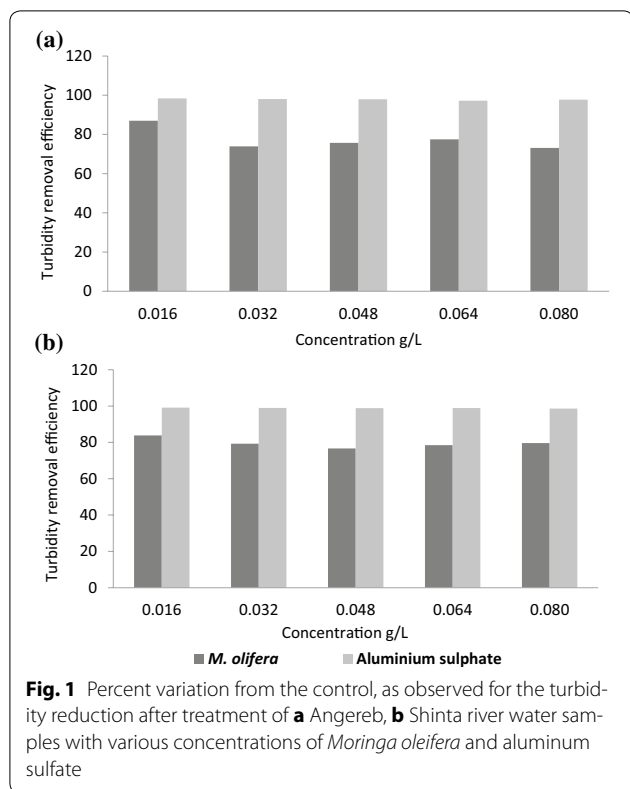 (a)
120
100
80
60
40
20
0
Turbidity removal efficiency
0.016 0.032 0.048 0.064 0.080
Concentration g/L
(b)
120
100
80
60
40
20
0
Turbidity removal efficiency
0.016 0.032 0.048 0.064 0.080
Concentration g/L
M. olifera Aluminium sulphate
Fig. 1 Percent variation from the control, as observed for the turbid-
ity reduction after treatment of a Angereb, b Shinta river water sam-
ples with various concentrations of Moringa oleifera and aluminum
sulfate